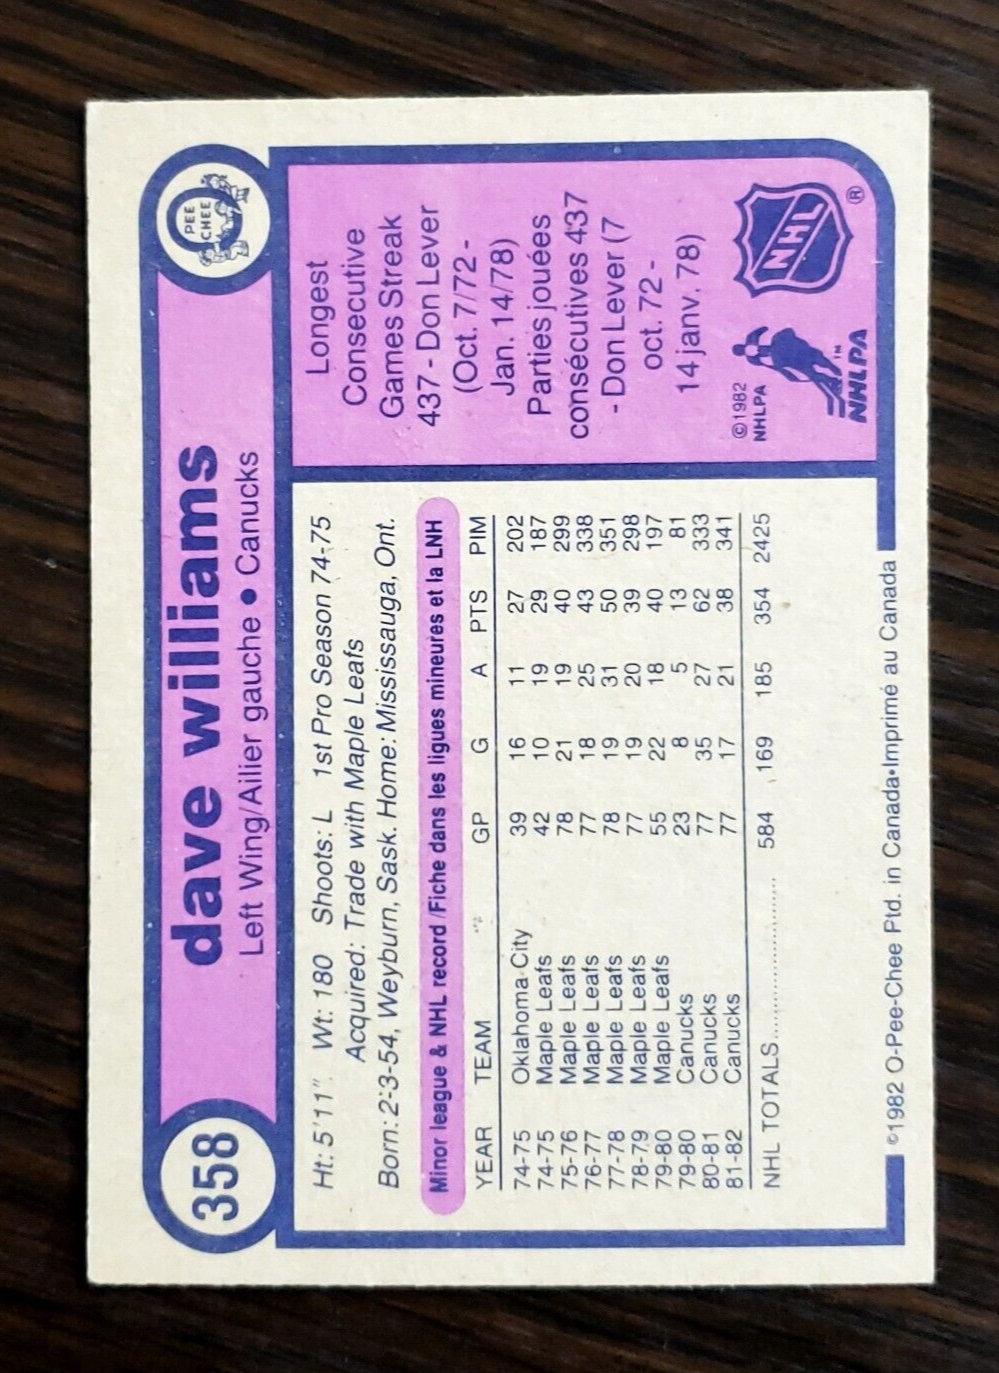 358
dave williams
PEE
CHEE
Left Wing/Ailier gauche • Canucks
Ht: 5'11" Wt: 180 Shoots: L 1st Pro Season 74-75
Acquired: Trade with Maple Leafs
Born: 2-3-54, Weyburn, Sask. Home: Mississauga, Ont.
Minor league & NHL record/Fiche dans les ligues mineures et la LNH
YEAR TEAM GP G A PTS PIM
74-75 Oklahoma City 39 16 11 27 202
74-75 Maple Leafs 42 10 19 29 187
75-76 Maple Leafs 78 21 19 40 299
76-77 Maple Leafs 77 18 25 43 338
77-78 Maple Leafs 78 19 31 50 351
78-79 Maple Leafs 77 19 20 39 298
79-80 Maple Leafs 55 22 18 40 197
79-80 Canucks 23 8 5 13 81
80-81 Canucks 77 35 27 62 333
81-82 Canucks 77 17 21 38 341
NHL TOTALS.................... 584 169 185 354 2425
Longest
Consecutive
Games Streak
437 - Don Lever
(Oct. 7/72 -
Jan. 14/78)
Parties jouées
consécutives 437
- Don Lever (7
oct. 72 -
14 janv. 78)
©1982
NHLPA
NHLPA™
NHL®
©1982 O-Pee-Chee Ptd. in Canada•Imprimé au Canada